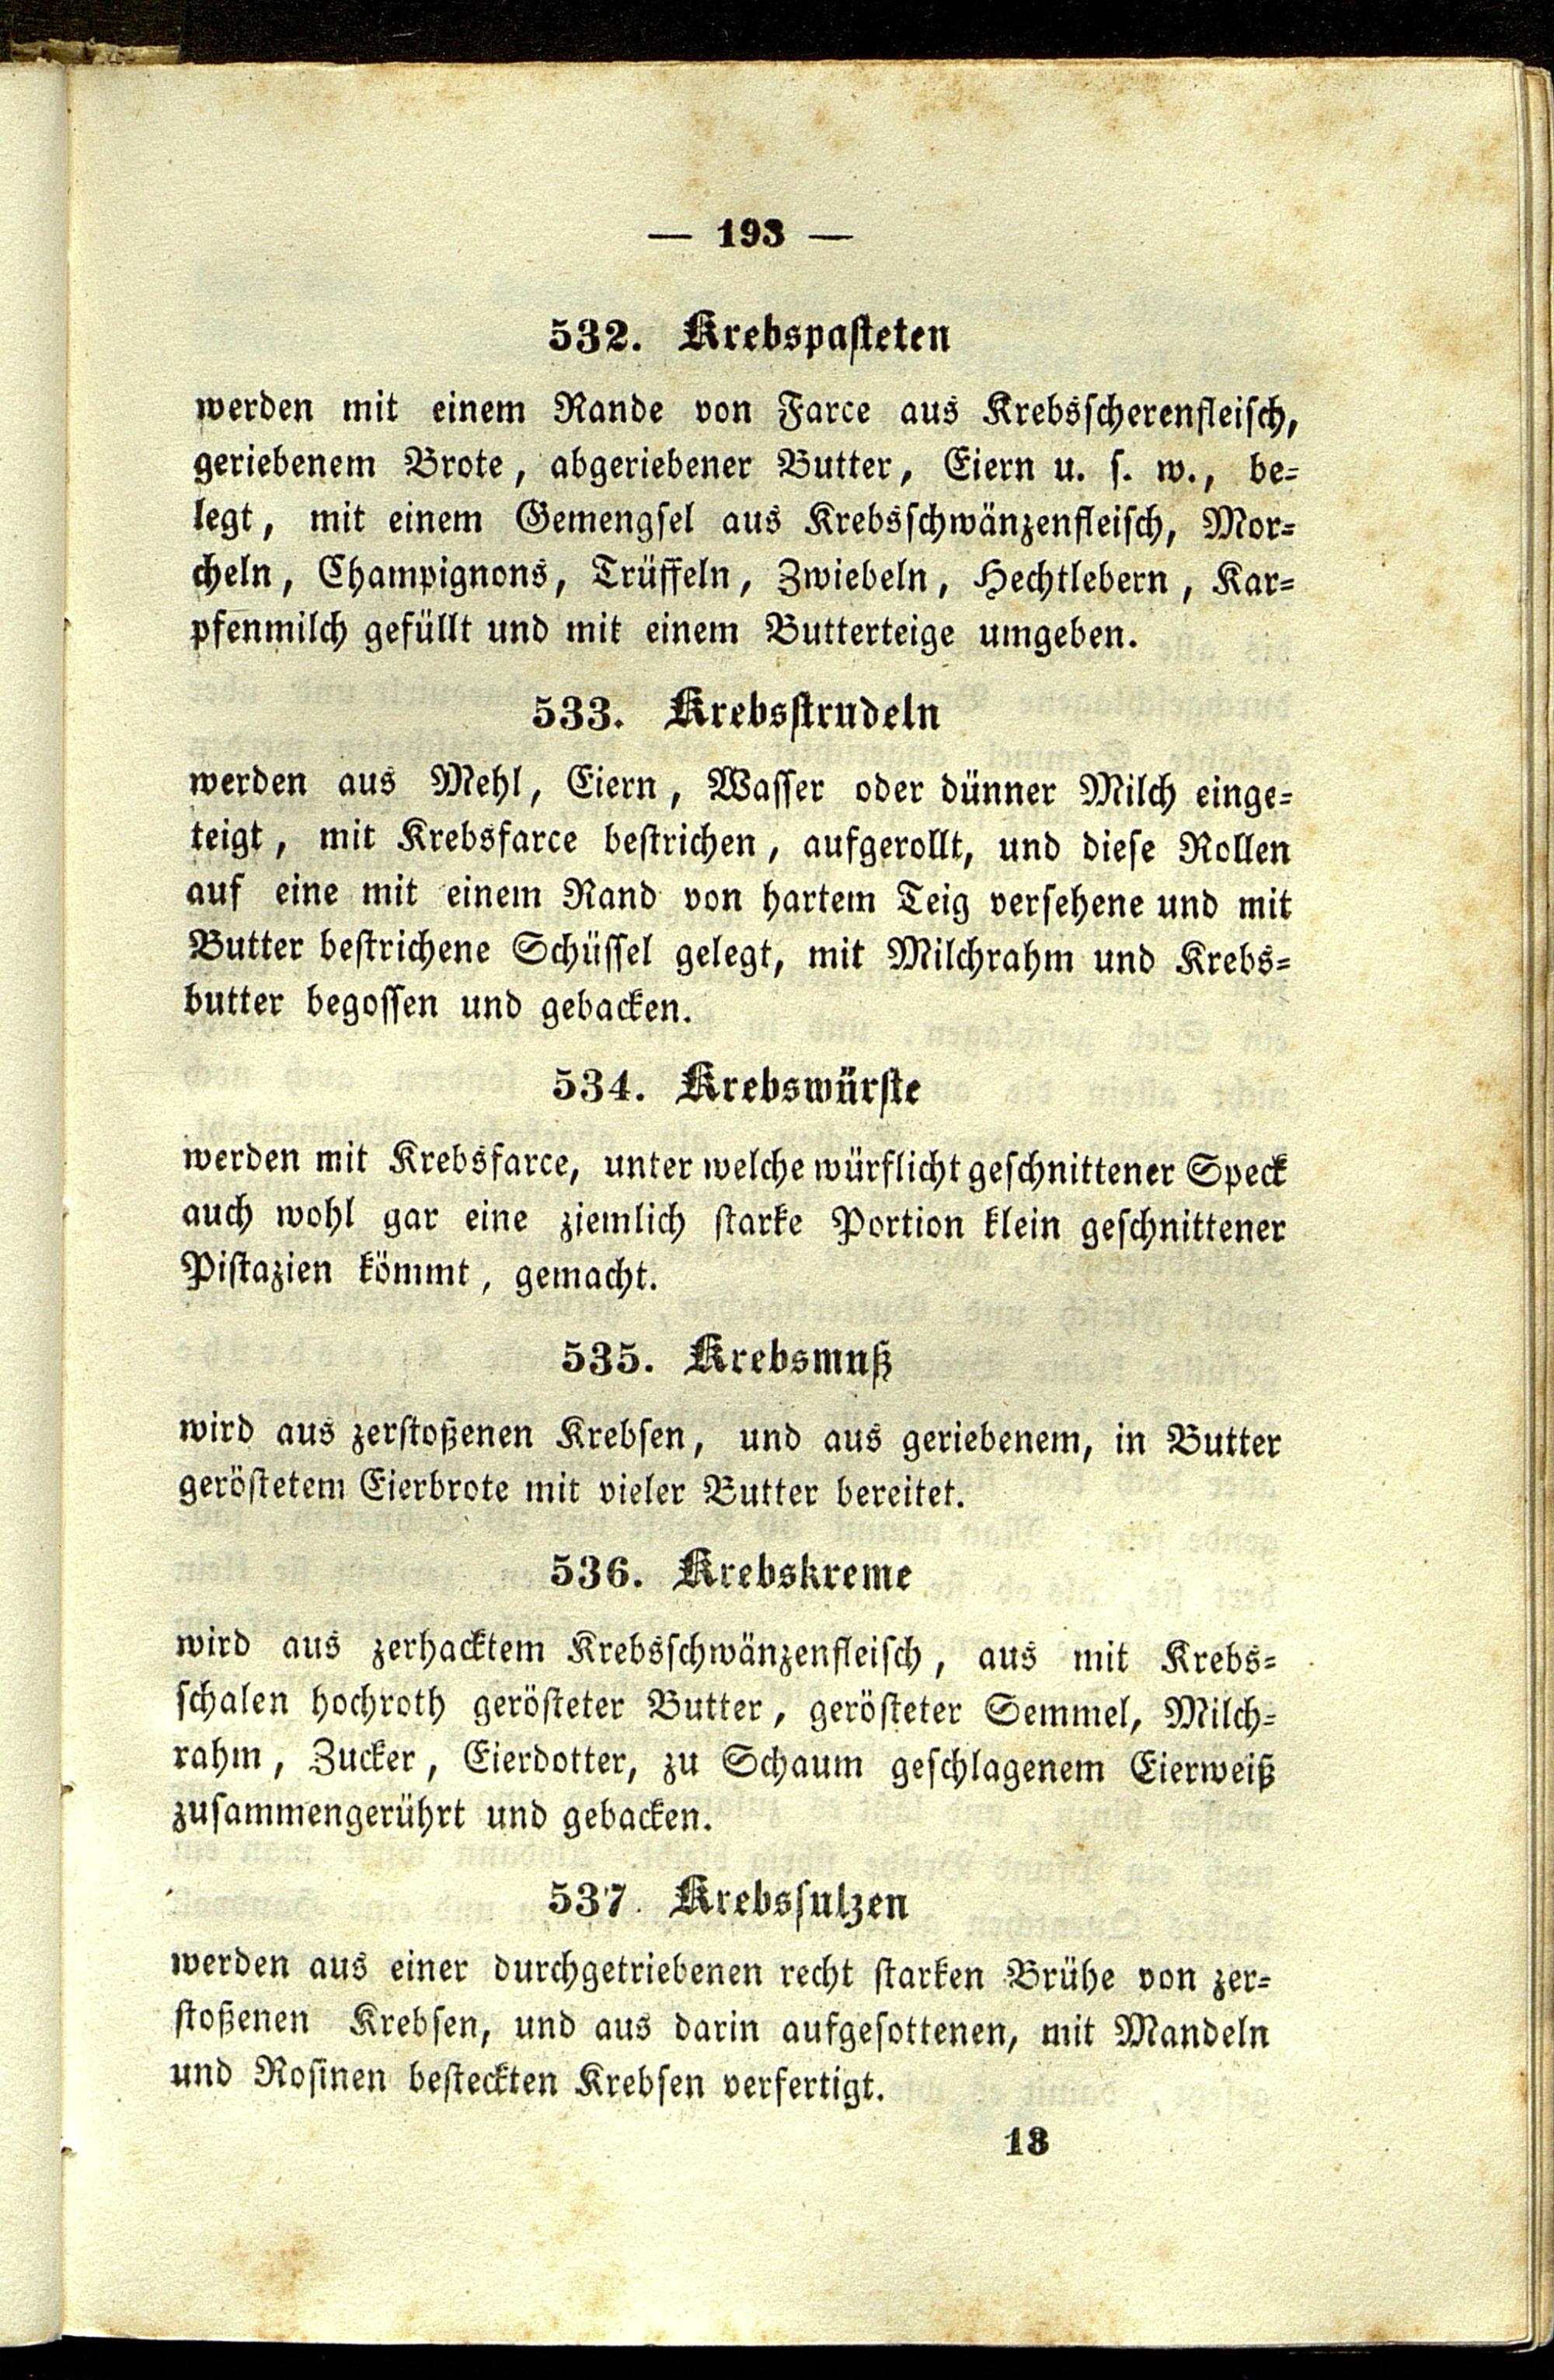 — 193 —
532. Krebspasteten
werden mit einem Rande von Farce aus Krebsscherenfleisch,
geriebenem Brote, abgeriebener Butter, Eiern u. s. w., be=
legt, mit einem Gemengsel aus Krebsschwänzenfleisch, Mor=
cheln, Champignons, Trüffeln, Zwiebeln, Hechtlebern, Kar=
pfenmilch gefüllt und mit einem Butterteige umgeben.
533. Krebsstrudeln
werden aus Mehl, Eiern, Wasser oder dünner Milch einge=
teigt, mit Krebsfarce bestrichen, aufgerollt, und diese Rollen
auf eine mit einem Rand von hartem Teig versehene und mit
Butter bestrichene Schüssel gelegt, mit Milchrahm und Krebs=
butter begossen und gebacken.
534. Krebswürste
werden mit Krebsfarce, unter welche würflicht geschnittener Speck
auch wohl gar eine ziemlich starke Portion klein geschnittener
Pistazien kömmt, gemacht.
535. Krebsmuß
wird aus zerstoßenen Krebsen, und aus geriebenem, in Butter
geröstetem Eierbrote mit vieler Butter bereitet.
536. Krebskreme
wird aus zerhacktem Krebsschwänzenfleisch, aus mit Krebs=
schalen hochroth gerösteter Butter, gerösteter Semmel, Milch=
rahm, Zucker, Eierdotter, zu Schaum geschlagenem Eierweiß
zusammengerührt und gebacken.
537. Krebssulzen
werden aus einer durchgetriebenen recht starken Brühe von zer=
stoßenen Krebsen, und aus darin aufgesottenen, mit Mandeln
und Rosinen besteckten Krebsen verfertigt.
13